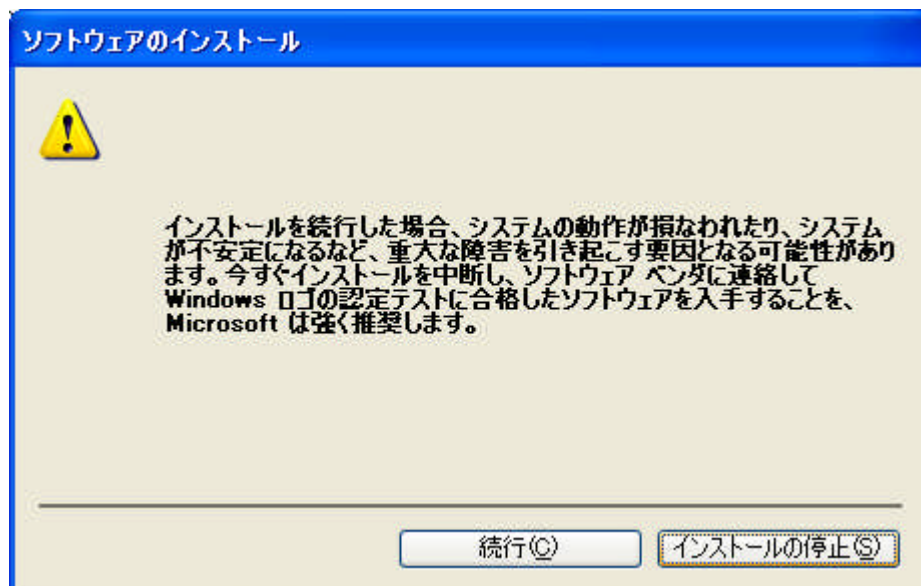 ソフトウェアのインストール
インストールを続行した場合、システムの動作が損なわれたり、システム
が不安定になるなど、重大な障害を引き起こす要因となる可能性があり
ます。今すぐインストールを中断し、ソフトウェア ベンダに連絡して
Windows ロゴの認定テストに合格したソフトウェアを入手することを、
Microsoft は強く推奨します。
続行(C)
インストールの停止(S)